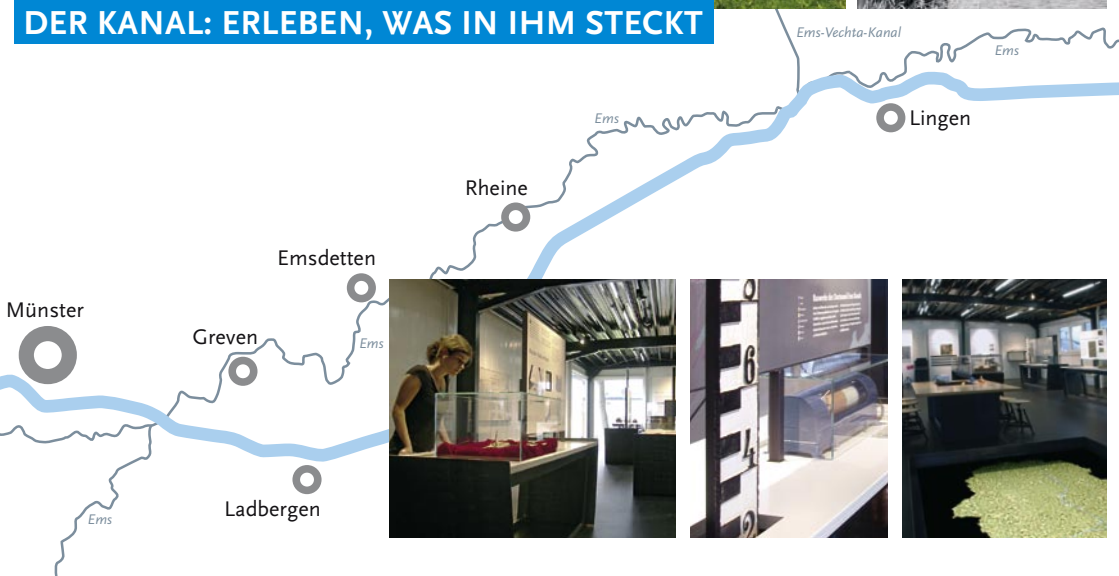 DER KANAL: ERLEBEN, WAS IN IHM STECKT
Ems-Vechta-Kanal
Ems
Ems
Lingen
Rheine
Emsdetten
Münster
Greven
Ems
Ladbergen
Ems
6
4
2